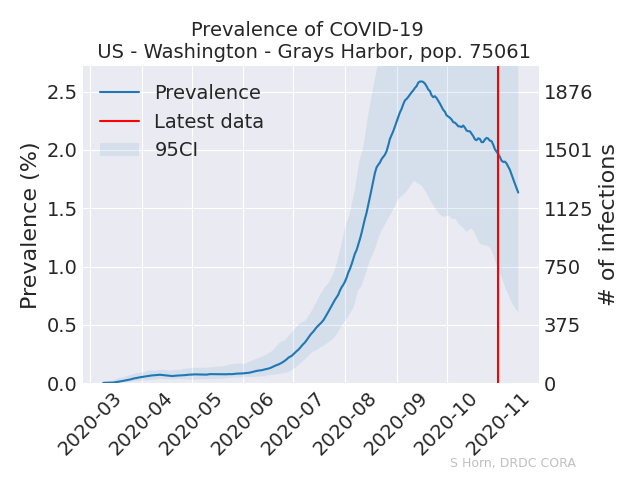 Prevalence of COVID-19
US - Washington - Grays Harbor, pop. 75061
Prevalence
Latest data
95CI
Prevalence (%)
2.5
2.0
1.5
1.0
0.5
0.0
1876
1501
1125
750
375
0
# of infections
2020-03
2020-04
2020-05
2020-06
2020-07
2020-08
2020-09
2020-10
2020-11
S Horn, DRDC CORA